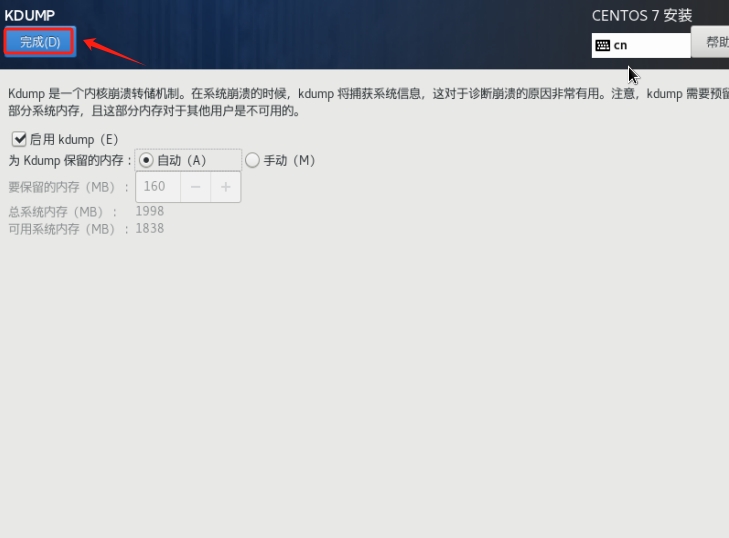 KDUMP
CENTOS 7 安装
完成(D)
cn
帮助
Kdump 是一个内核崩溃转储机制。在系统崩溃的时候，kdump 将捕获系统信息，这对于诊断崩溃的原因非常有用。注意，kdump 需要预留
部分系统内存，且这部分内存对于其他用户是不可用的。
启用 kdump（E）
为 Kdump 保留的内存：
自动（A）
手动（M）
要保留的内存（MB）：
160
总系统内存（MB）：
1998
可用系统内存（MB）：
1838